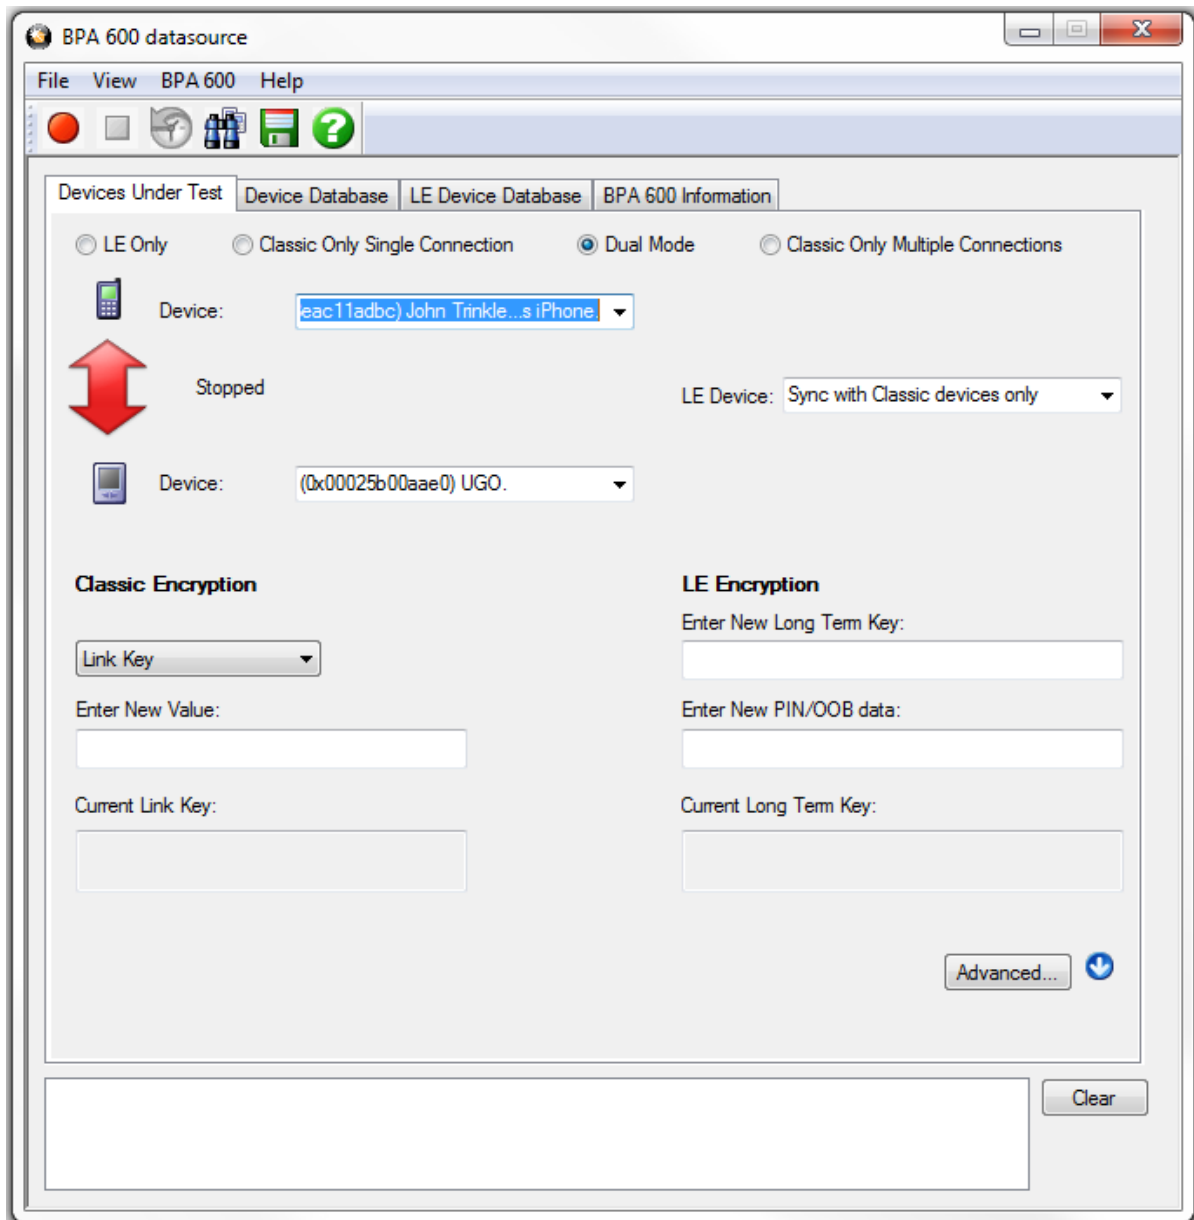 BPA 600 datasource
File View BPA 600 Help
Devices Under Test Device Database LE Device Database BPA 600 Information
LE Only Classic Only Single Connection Dual Mode Classic Only Multiple Connections
Device: eac11adbc) John Trinkle...s iPhone.
Stopped
LE Device: Sync with Classic devices only
Device: (0x00025b00aae0) UGO.
Classic Encryption LE Encryption
Enter New Long Term Key:
Link Key
Enter New Value: Enter New PIN/OOB data:
Current Link Key: Current Long Term Key:
Advanced...
Clear